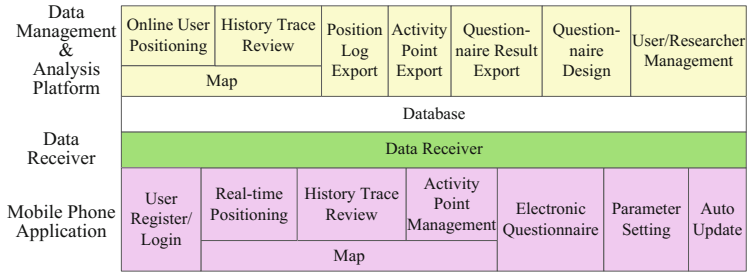 Data
Management
&
Analysis
Platform
Online User
Positioning
History Trace
Review
Map
Position
Log
Export
Activity
Point
Export
Question-
naire Result
Export
Question-
naire
Design
User/Researcher
Management
Database
Data
Receiver
Data Receiver
Mobile Phone
Application
User
Register/
Login
Real-time
Positioning
History Trace
Review
Activity
Point
Management
Map
Electronic
Questionnaire
Parameter
Setting
Auto
Update